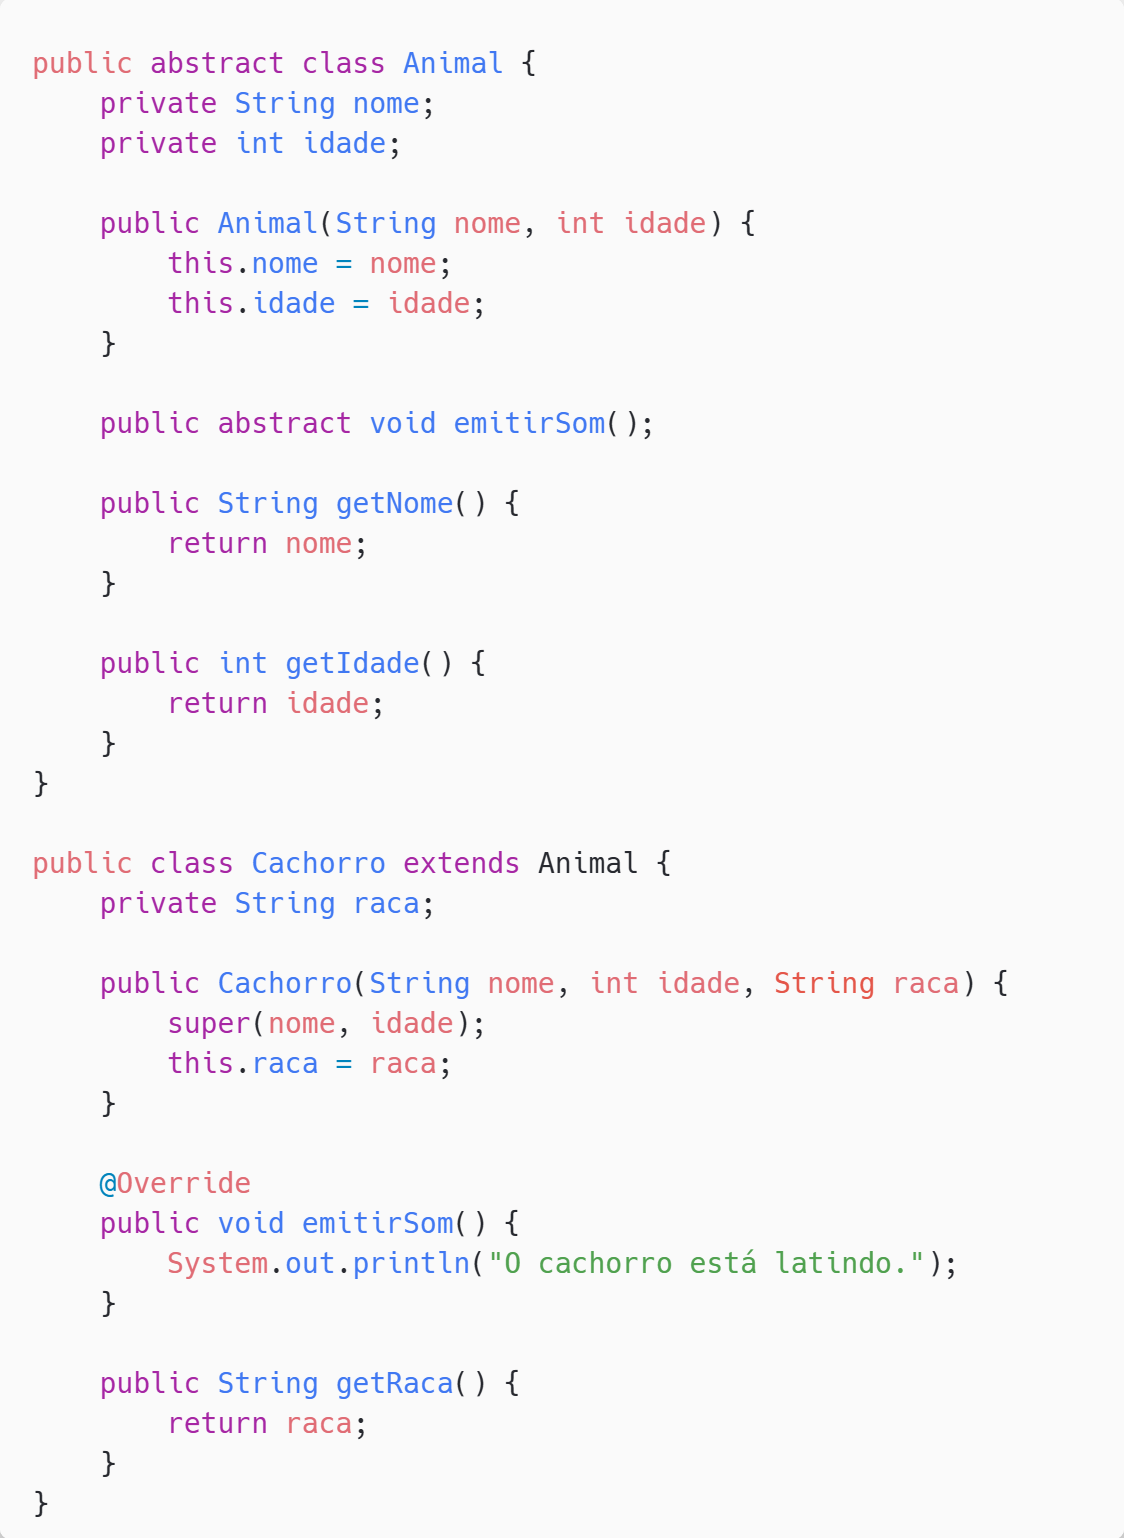 public abstract class Animal {
    private String nome;
    private int idade;

    public Animal(String nome, int idade) {
        this.nome = nome;
        this.idade = idade;
    }

    public abstract void emitirSom();

    public String getNome() {
        return nome;
    }

    public int getIdade() {
        return idade;
    }
}

public class Cachorro extends Animal {
    private String raca;

    public Cachorro(String nome, int idade, String raca) {
        super(nome, idade);
        this.raca = raca;
    }

    @Override
    public void emitirSom() {
        System.out.println("O cachorro está latindo.");
    }

    public String getRaca() {
        return raca;
    }
}